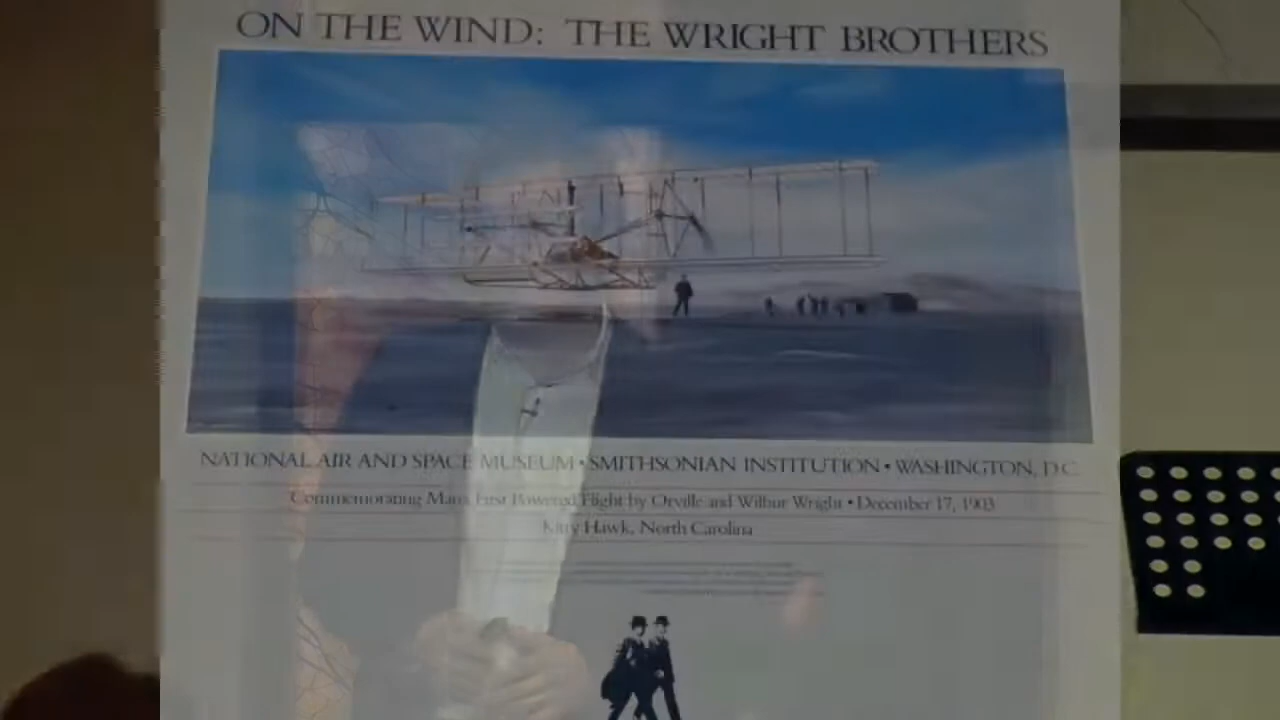 ON THE WIND: THE WRIGHT BROTHERS
NATIONAL AIR AND SPACE MUSEUM • SMITHSONIAN INSTITUTION • WASHINGTON, D.C.
Commemorating Man's First Powered Flight by Orville and Wilbur Wright • December 17, 1903
Kitty Hawk, North Carolina